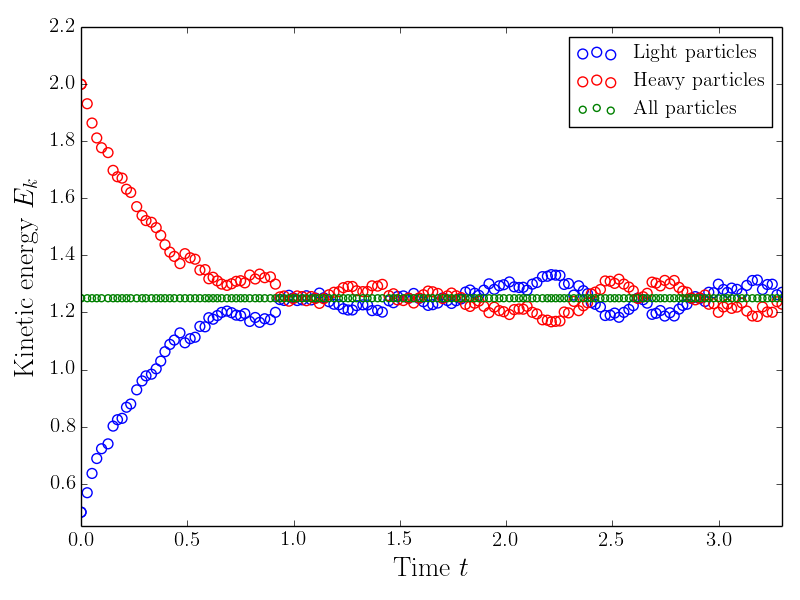 2.2
2.0
1.8
1.6
1.4
1.2
1.0
0.8
0.6
Kinetic energy E_k
Light particles
Heavy particles
All particles
0.0 0.5 1.0 1.5 2.0 2.5 3.0
Time t